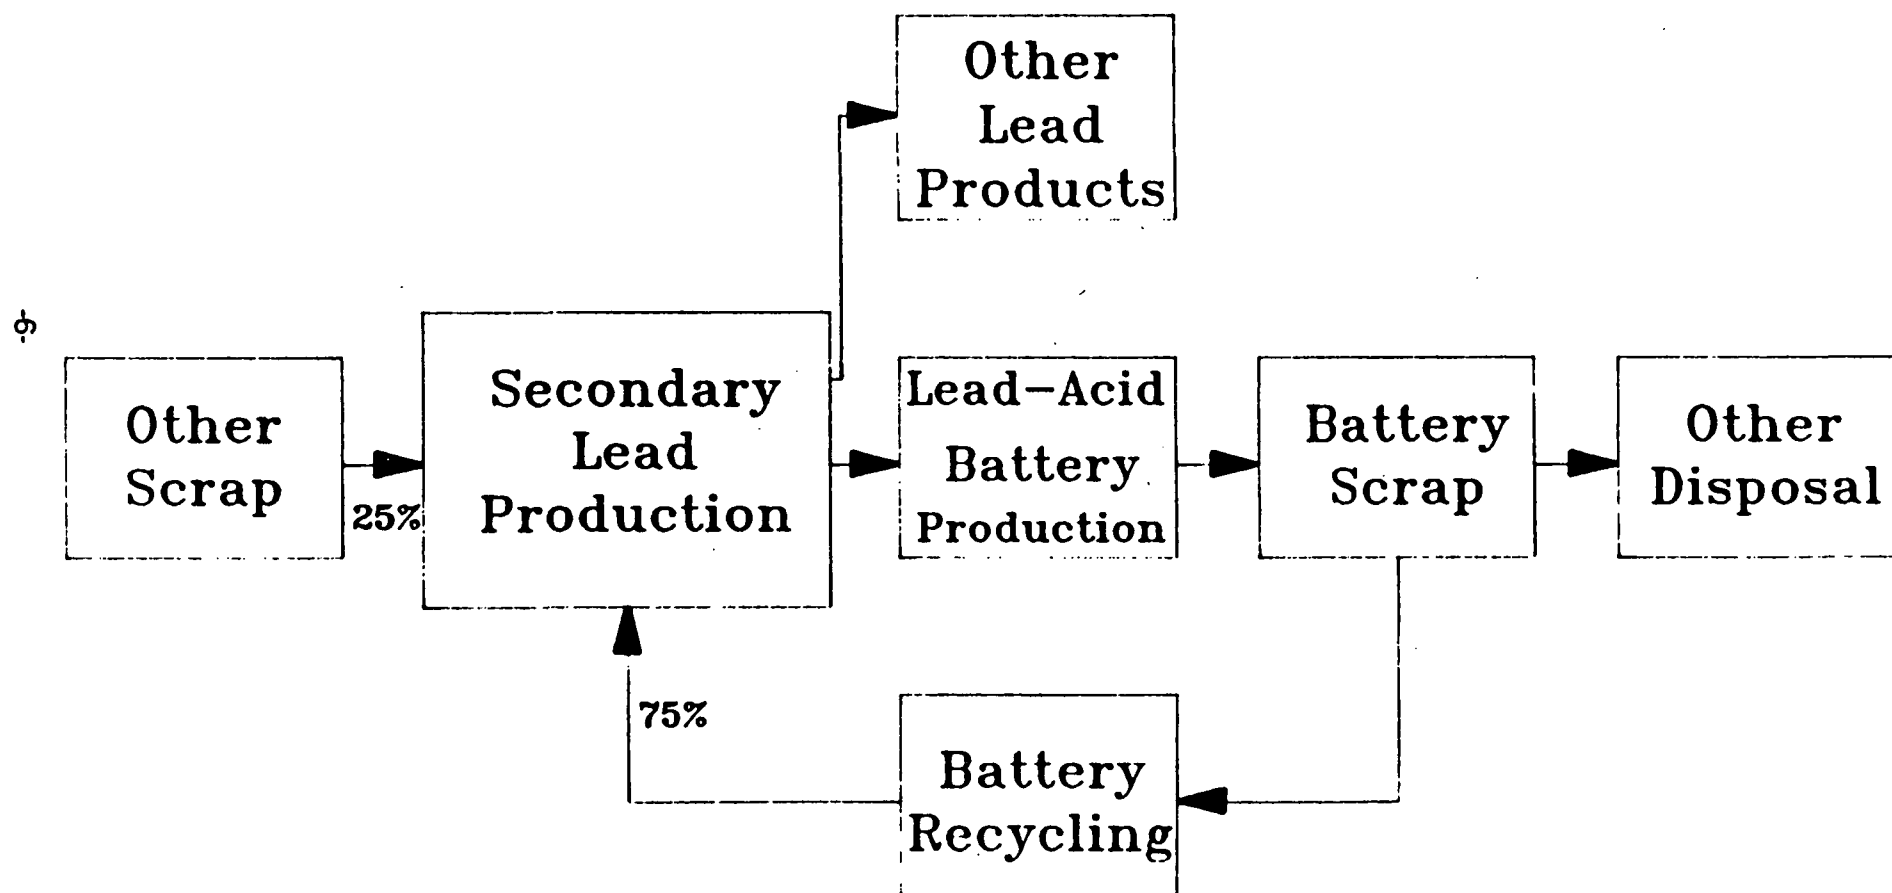 Other
Lead
Products
-6-
Other
Scrap
25%
Secondary
Lead
Production
Lead-Acid
Battery
Production
Battery
Scrap
Other
Disposal
75%
Battery
Recycling